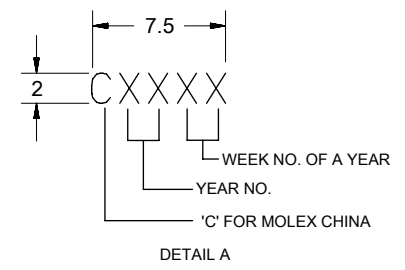 7.5
2
CXXXX
WEEK NO. OF A YEAR
YEAR NO.
'C' FOR MOLEX CHINA
DETAIL A